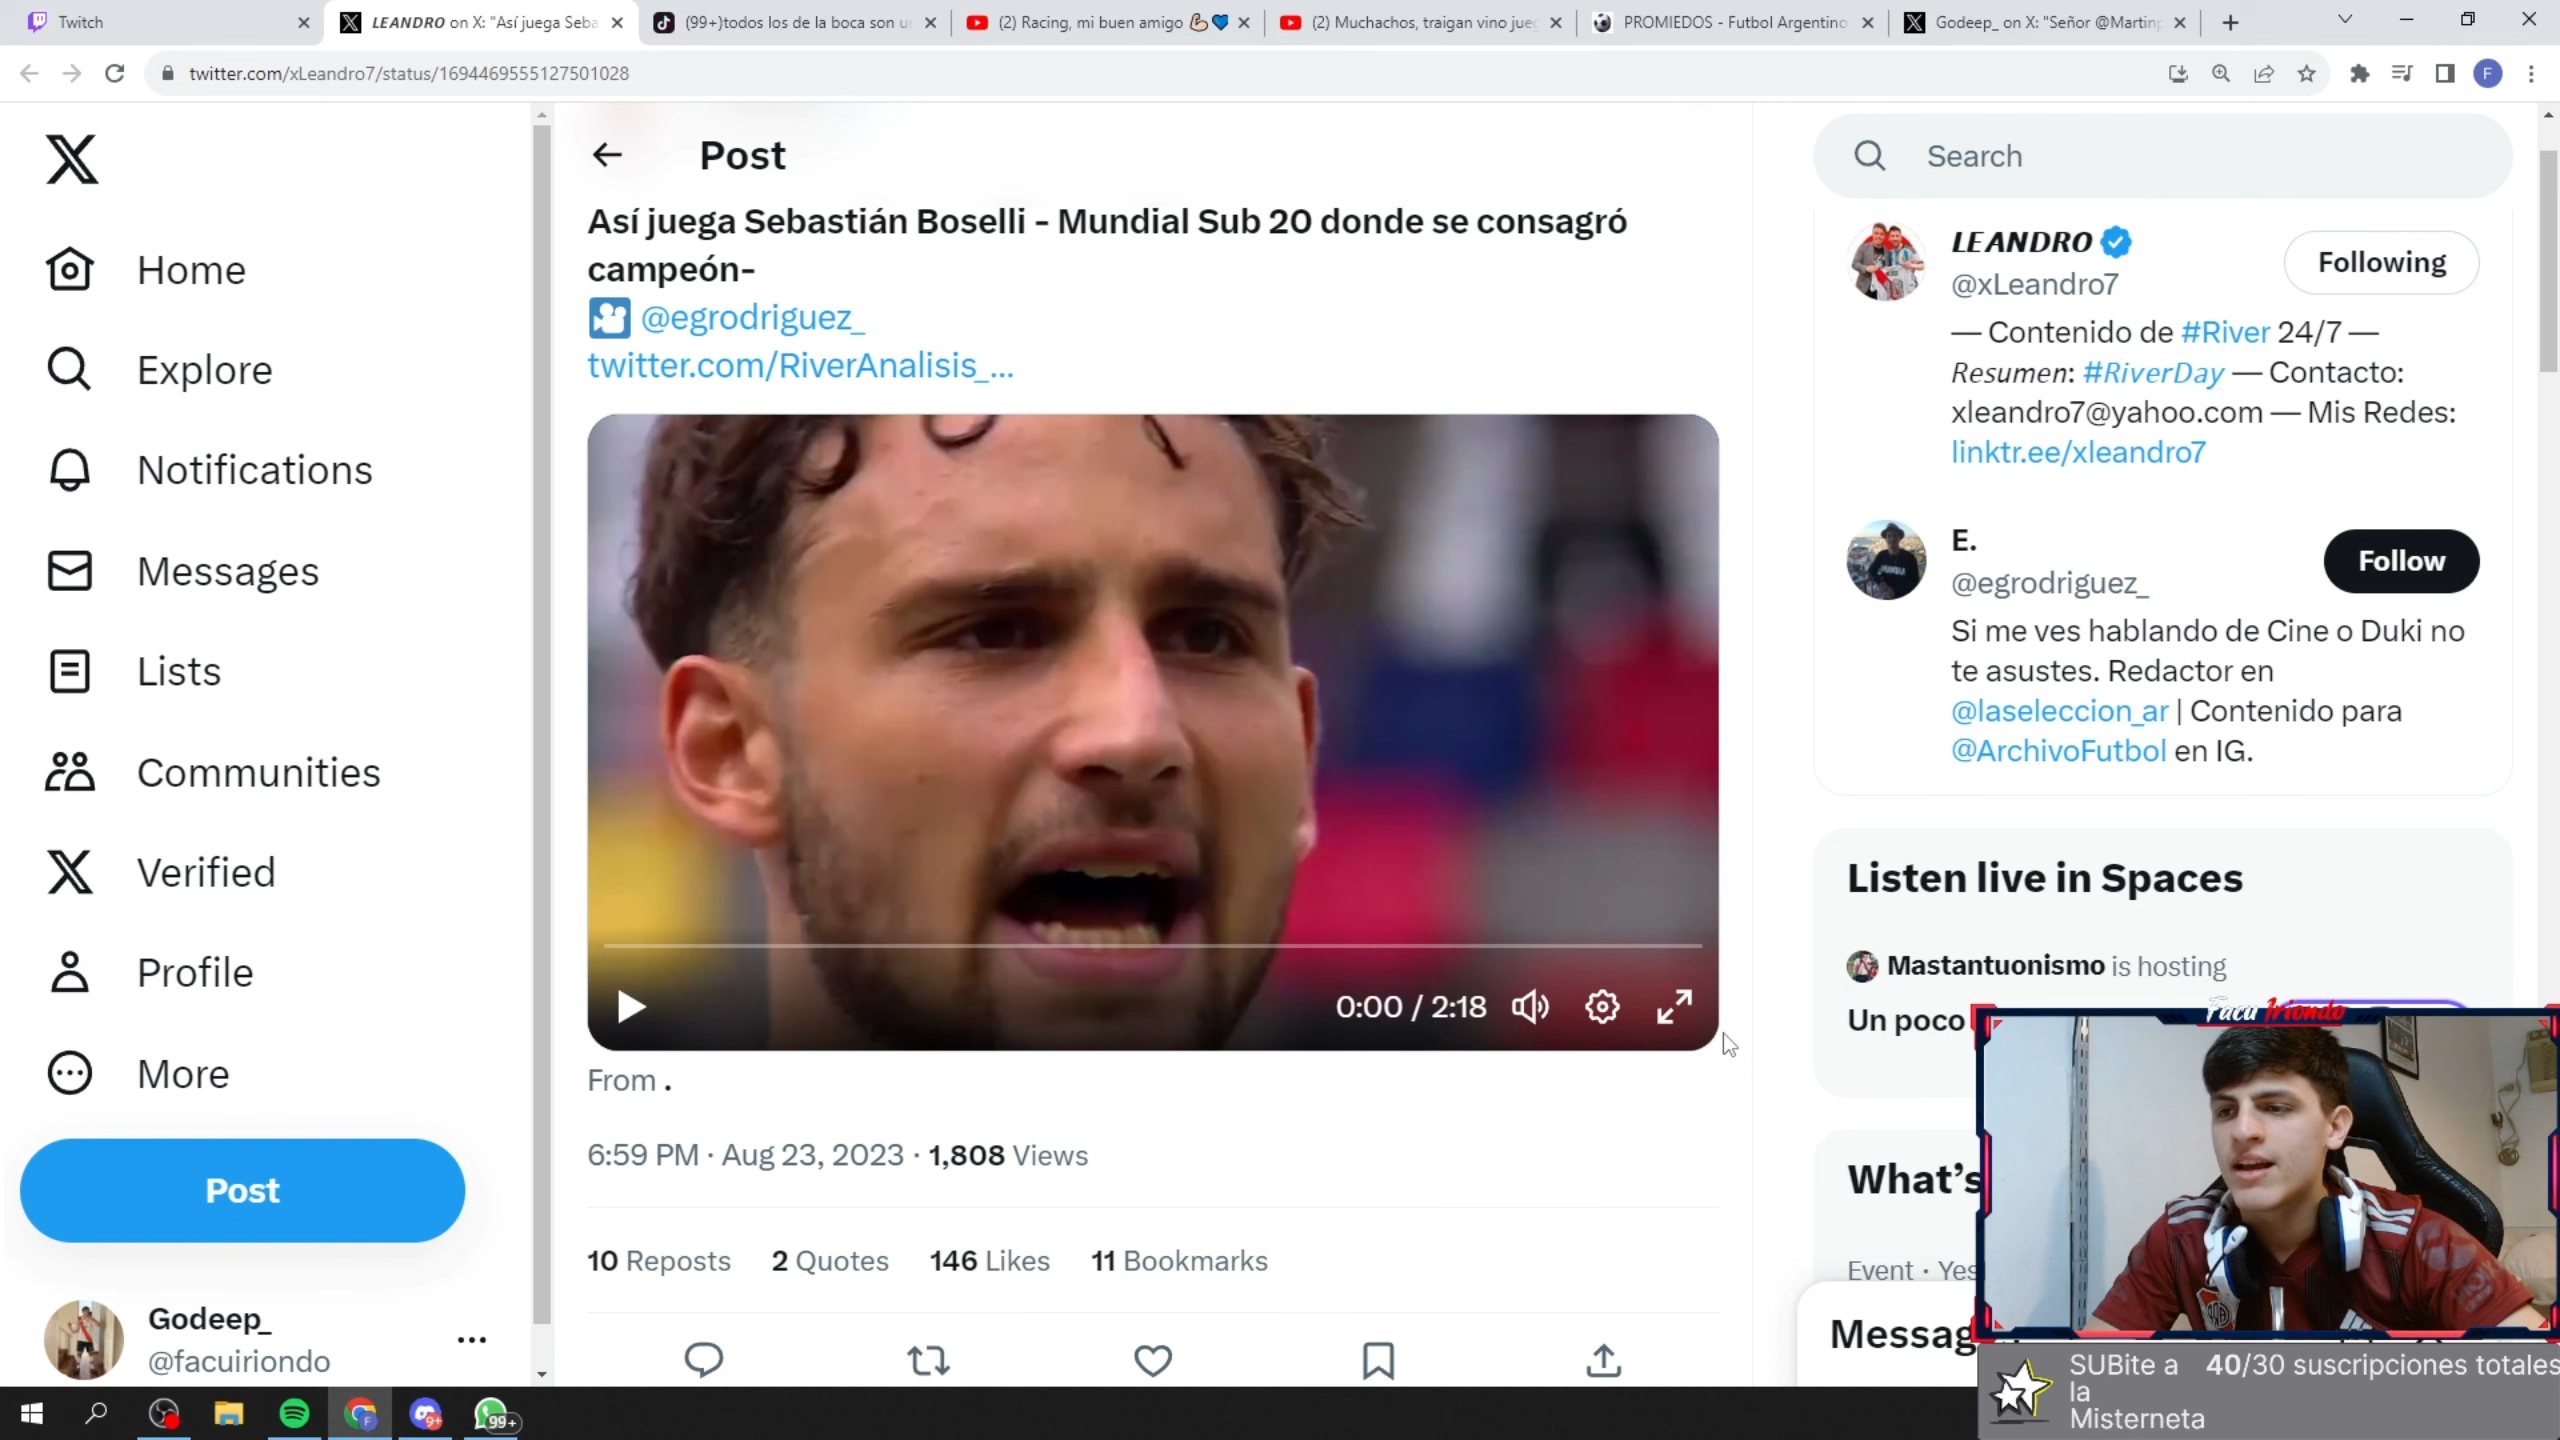 Twitch
LEANDRO on X: "Así juega Seba
(99+)todos los de la boca son un
(2) Racing, mi buen amigo 💪💙
(2) Muchachos, traigan vino jueg
PROMIEDOS - Futbol Argentino
Godeep_ on X: "Señor @Martinp
twitter.com/xLeandro7/status/1694469555127501028
F
Home
Explore
Notifications
Messages
Lists
Communities
Verified
Profile
More
Post
Godeep_
@facuiriondo
Post
Así juega Sebastián Boselli - Mundial Sub 20 donde se consagró
campeón-
@egrodriguez_
twitter.com/RiverAnalisis_...
0:00 / 2:18
From .
6:59 PM · Aug 23, 2023 · 1,808 Views
10 Reposts 2 Quotes 146 Likes 11 Bookmarks
Search
LEANDRO
@xLeandro7
Following
— Contenido de #River 24/7 —
Resumen: #RiverDay — Contacto:
xleandro7@yahoo.com — Mis Redes:
linktr.ee/xleandro7
E.
@egrodriguez_
Follow
Si me ves hablando de Cine o Duki no
te asustes. Redactor en
@laseleccion_ar | Contenido para
@ArchivoFutbol en IG.
Listen live in Spaces
Mastantuonismo is hosting
Un poco
What's
Event · Yes
Messag
Facu Iriondo
SUBite a
la
Misterneta
40/30 suscripciones totales
F
9+
99+